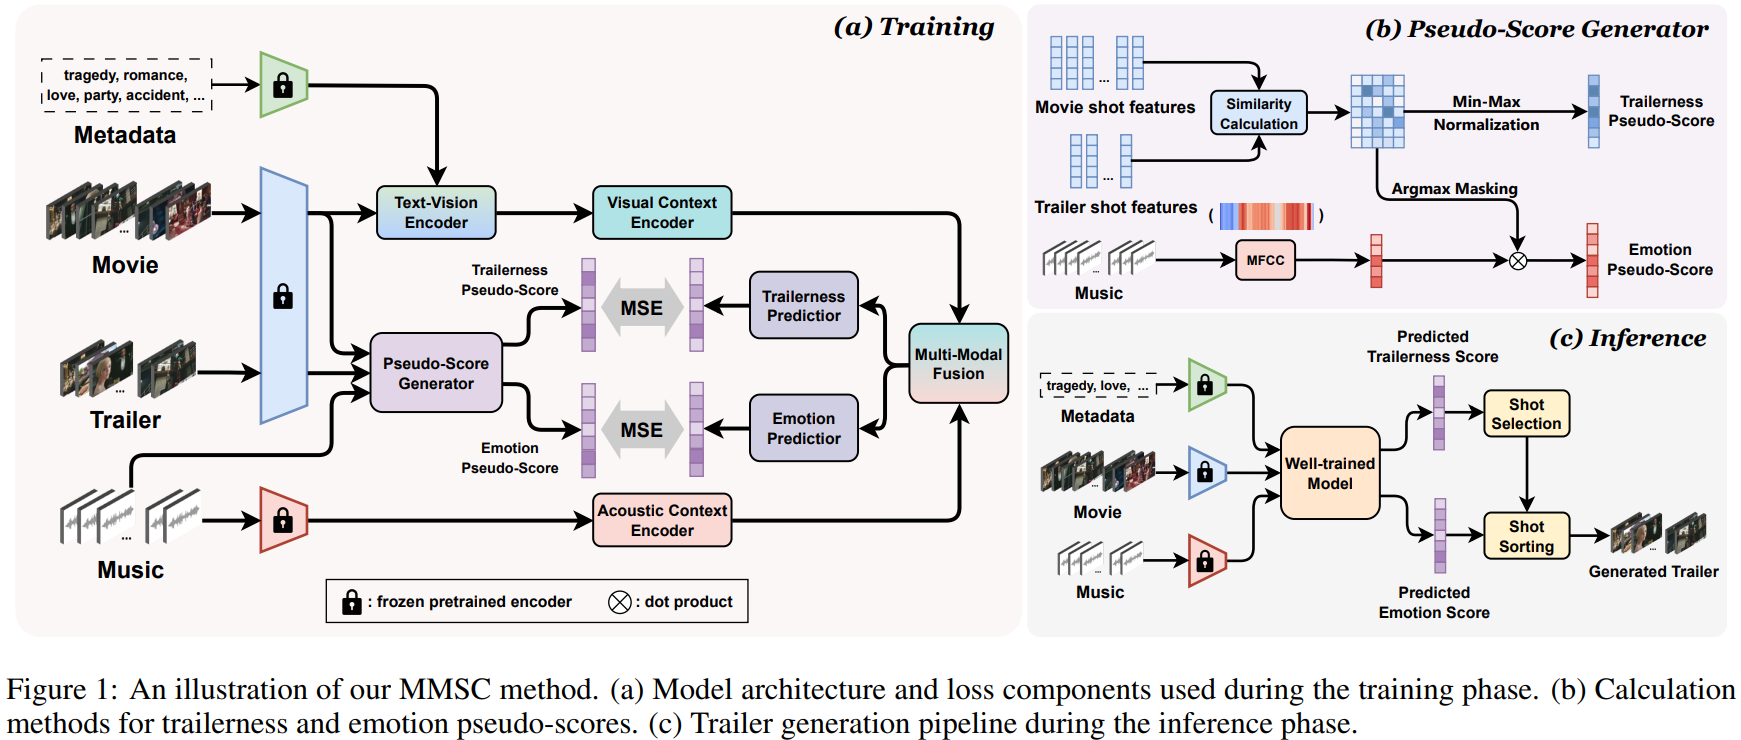 (a) Training
tragedy, romance,
love, party, accident, ...
Metadata
Movie
...
Trailer
...
Music
...
Text-Vision
Encoder
Visual Context
Encoder
Trailerness
Pseudo-Score
MSE
Trailerness
Predictior
Pseudo-Score
Generator
Multi-Modal
Fusion
MSE
Emotion
Predictior
Emotion
Pseudo-Score
Acoustic Context
Encoder
: frozen pretrained encoder
: dot product
(b) Pseudo-Score Generator
...
Movie shot features
...
Trailer shot features
( )
Similarity
Calculation
Min-Max
Normalization
Trailerness
Pseudo-Score
Argmax Masking
...
Music
MFCC
Emotion
Pseudo-Score
(c) Inference
tragedy, love, ...
Metadata
...
Movie
...
Music
Well-trained
Model
Predicted
Trailerness Score
Shot
Selection
Shot
Sorting
Predicted
Emotion Score
...
Generated Trailer
Figure 1: An illustration of our MMSC method. (a) Model architecture and loss components used during the training phase. (b) Calculation
methods for trailerness and emotion pseudo-scores. (c) Trailer generation pipeline during the inference phase.